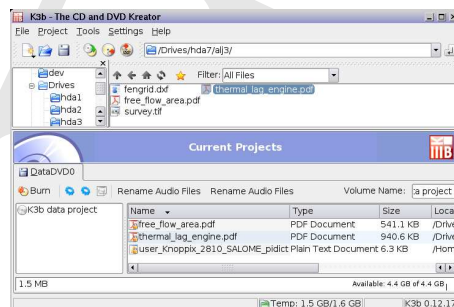 K3b - The CD and DVD Kreator
File Project Tools Settings Help
/Drives/hda7/alj3/
dev
Drives
hda1
hda2
hda3
Filter: All Files
fengrid.dxf thermal_lag_engine.pdf
free_flow_area.pdf
survey.tif
Current Projects
DataDVD0
Burn Rename Audio Files Rename Audio Files Volume Name: a project
K3b data project
Name Type Size Loca
free_flow_area.pdf PDF Document 541.1 KB /Drive
thermal_lag_engine.pdf PDF Document 940.6 KB /Drive
user_Knoppix_2810_SALOME_pidict Plain Text Document 6.3 KB /Hom
1.5 MB Available: 4.4 GB of 4.4 GB
Temp: 1.5 GB/1.6 GB K3b 0.12.17